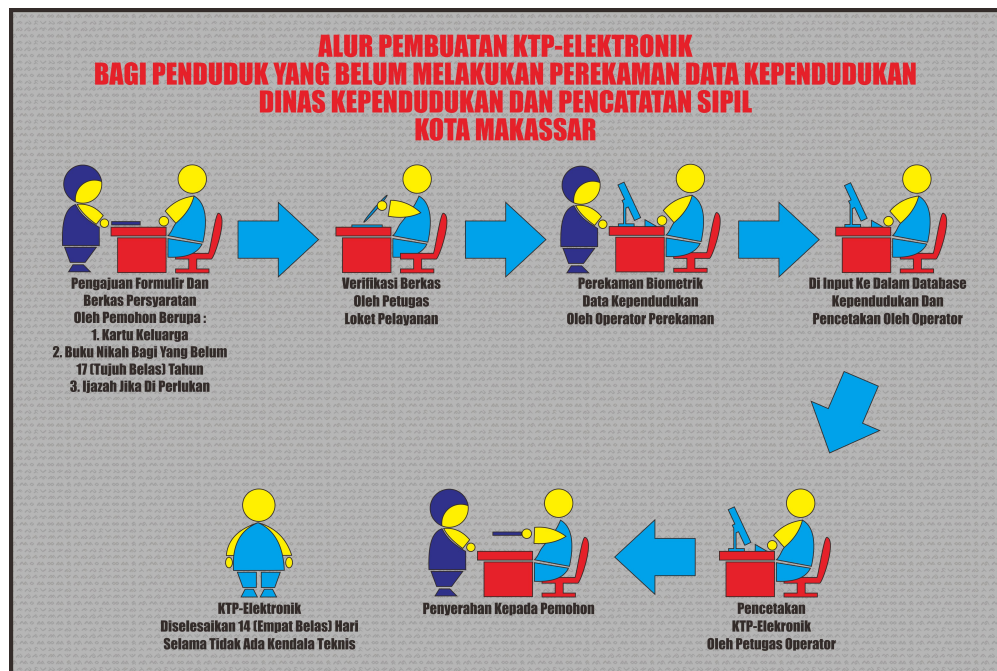 ALUR PEMBUATAN KTP-ELEKTRONIK
BAGI PENDUDUK YANG BELUM MELAKUKAN PEREKAMAN DATA KEPENDUDUKAN
DINAS KEPENDUDUKAN DAN PENCATATAN SIPIL
KOTA MAKASSAR
Pengajuan Formulir Dan
Berkas Persyaratan
Oleh Pemohon Berupa :
1. Kartu Keluarga
2. Buku Nikah Bagi Yang Belum
17 (Tujuh Belas) Tahun
3. Ijazah Jika Di Perlukan
Verifikasi Berkas
Oleh Petugas
Loket Pelayanan
Perekaman Biometrik
Data Kependudukan
Oleh Operator Perekaman
Di Input Ke Dalam Database
Kependudukan Dan
Pencetakan Oleh Operator
Pencetakan
KTP-Elekronik
Oleh Petugas Operator
Penyerahan Kepada Pemohon
KTP-Elektronik
Diselesaikan 14 (Empat Belas) Hari
Selama Tidak Ada Kendala Teknis